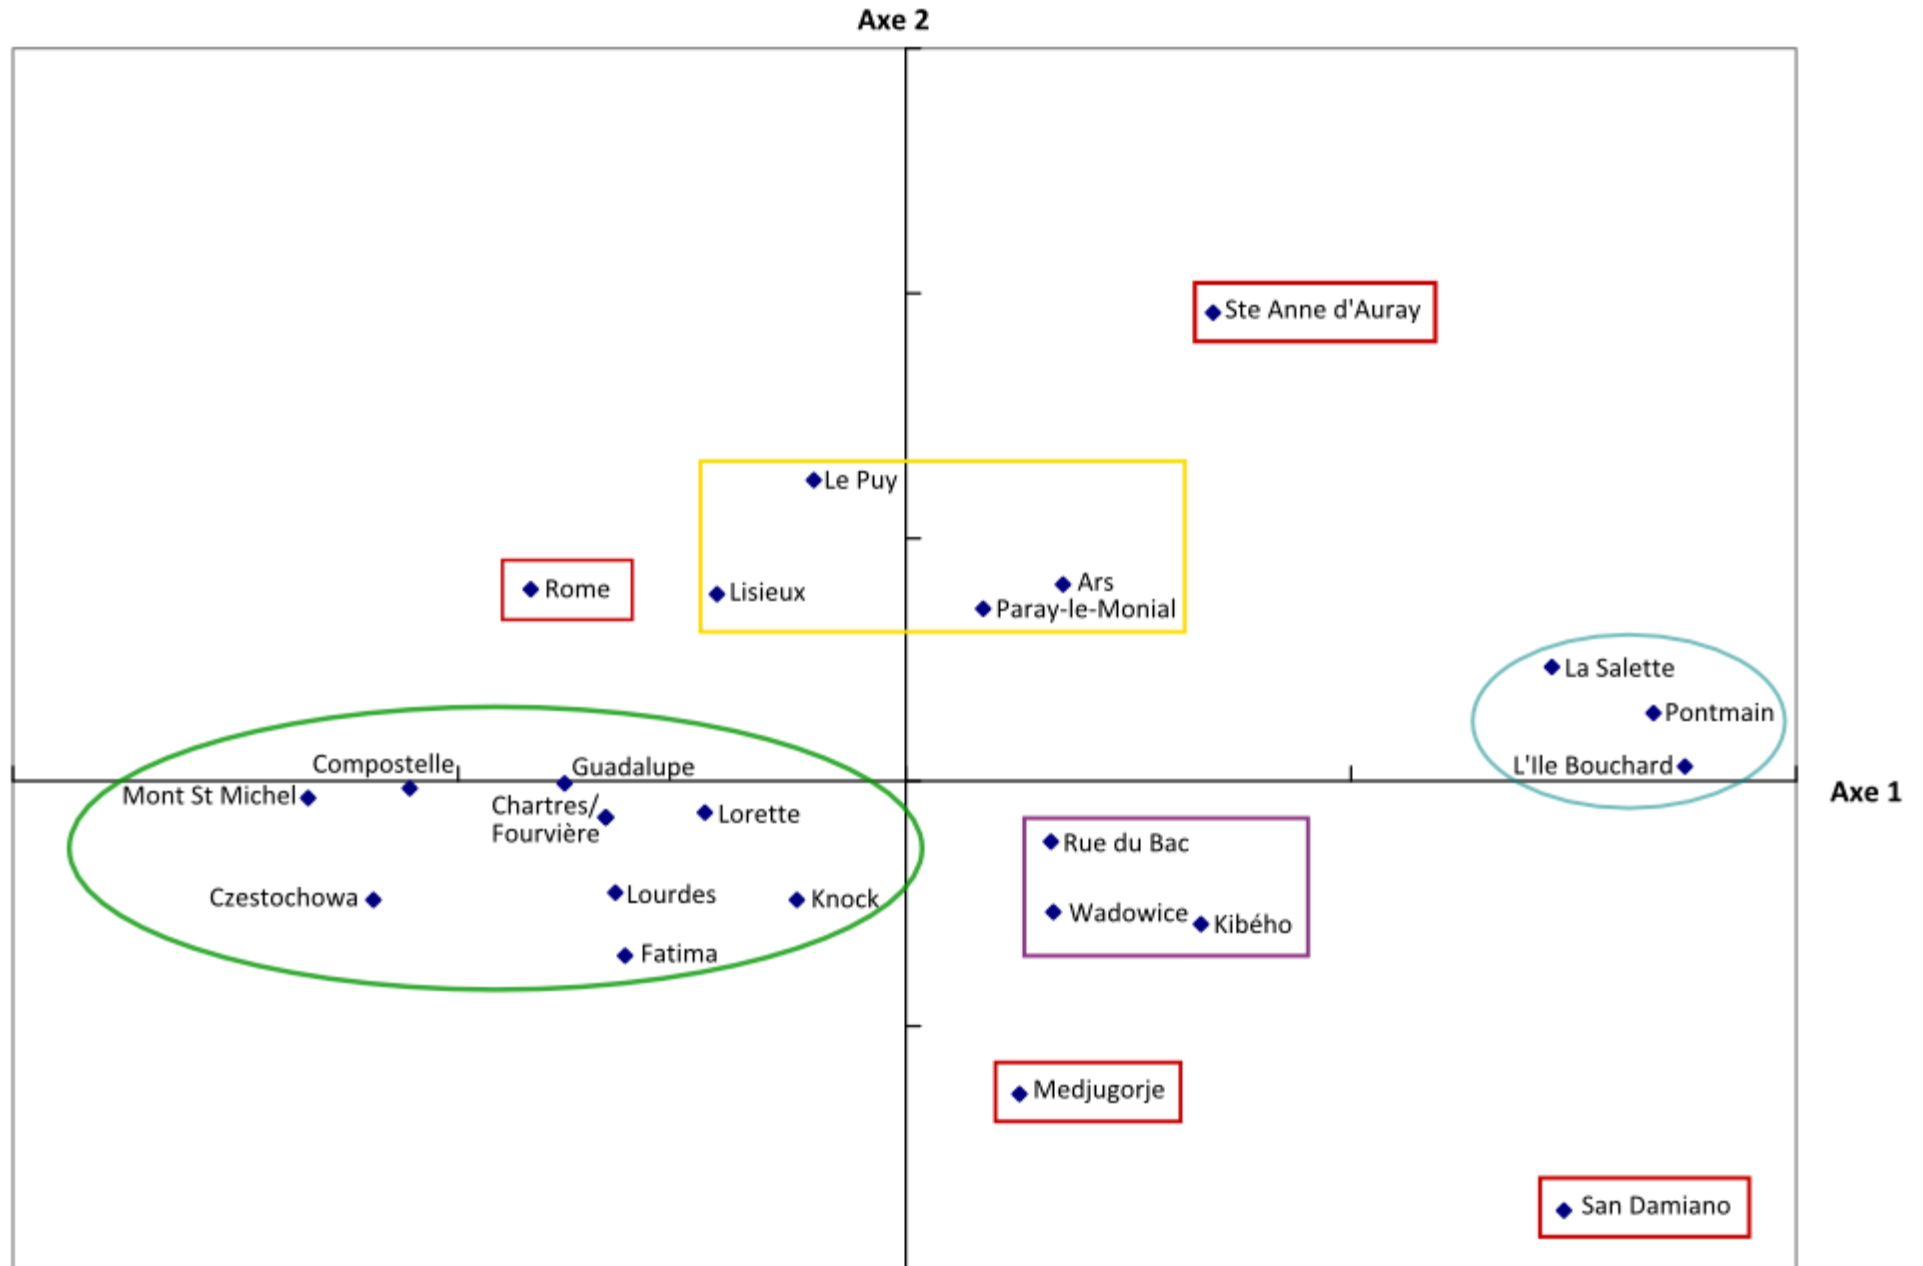 Axe 2
Ste Anne d'Auray
Le Puy
Rome
Lisieux
Ars
Paray-le-Monial
La Salette
Pontmain
L'Ile Bouchard
Compostelle
Guadalupe
Mont St Michel
Chartres/
Fourvière
Lorette
Axe 1
Rue du Bac
Czestochowa
Lourdes
Knock
Wadowice
Kibého
Fatima
Medjugorje
San Damiano